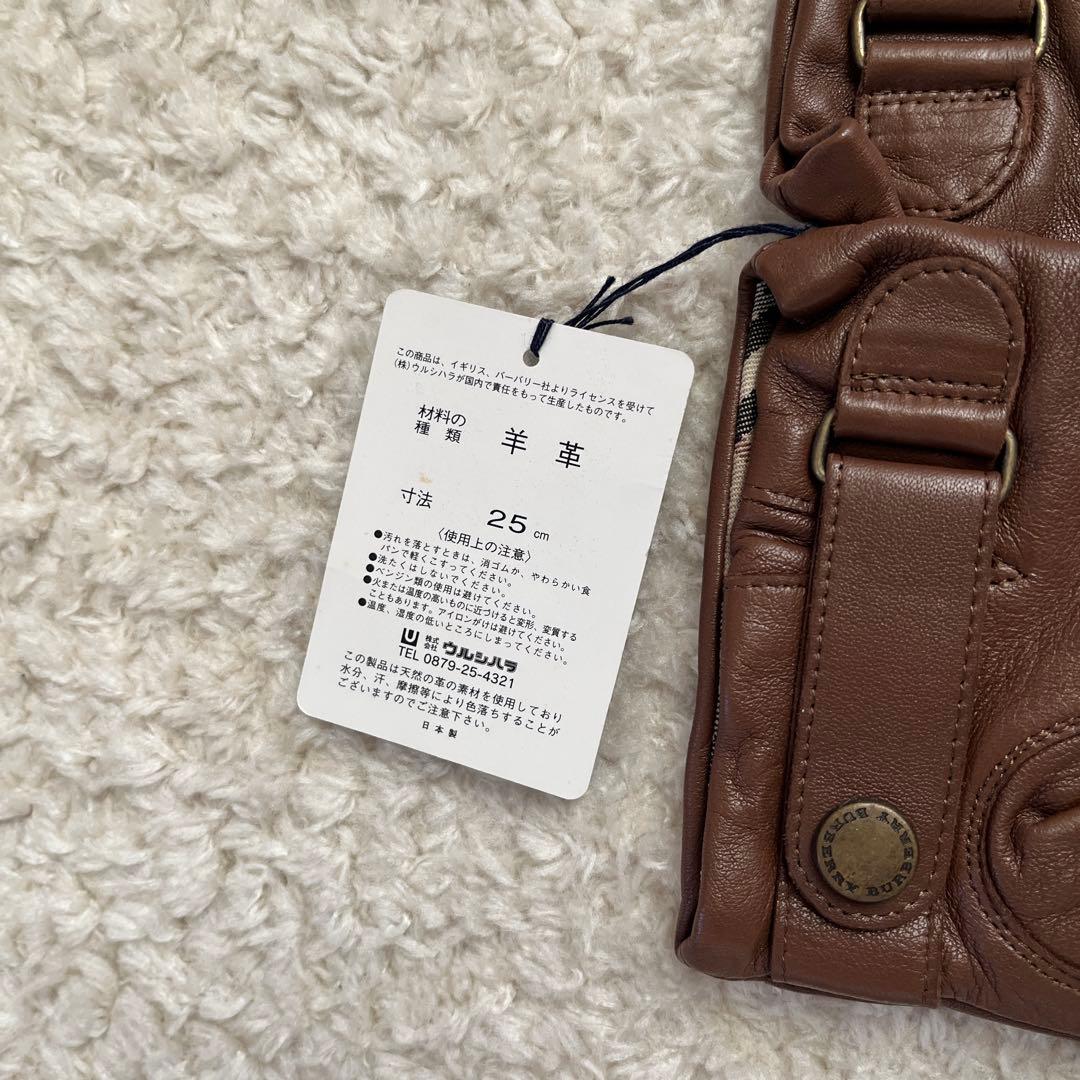 この商品は、イギリス、バーバリー社よりライセンスを受けて
(株)ウルシハラが国内で責任をもって生産したものです。
材料の
種類 羊革
寸法 25cm
〈使用上の注意〉
●汚れを落とすときは、消ゴムか、やわらかい食
パンで軽くこすってください。
●洗たくはしないでください。
●ベンジン類の使用は避けてください。
●火または温度の高いものに近づけると変形、変質する
こともあります。アイロンがけは避けてください。
●温度、湿度の低いところにしまってください。
株式会社 ウルシハラ
TEL 0879-25-4321
この製品は天然の革の素材を使用しており
水分、汗、摩擦等により色落ちすることが
ございますのでご注意下さい。
日本製
BURBERRY BURBERRY